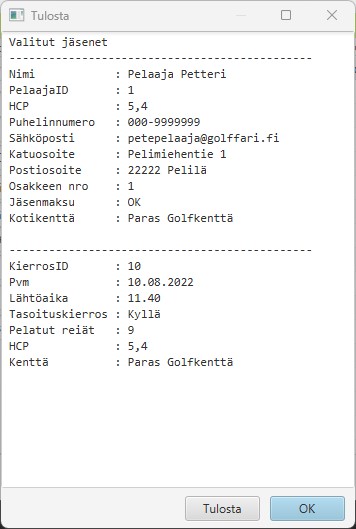 Tulosta
Valitut jäsenet
----------------------------------------------
Nimi : Pelaaja Petteri
PelaajaID : 1
HCP : 5,4
Puhelinnumero : 000-9999999
Sähköposti : petepelaaja@golffari.fi
Katuosoite : Pelimiehentie 1
Postiosoite : 22222 Pelilä
Osakkeen nro : 1
Jäsenmaksu : OK
Kotikenttä : Paras Golfkenttä
----------------------------------------------
KierrosID : 10
Pvm : 10.08.2022
Lähtöaika : 11.40
Tasoituskierros : Kyllä
Pelatut reiät : 9
HCP : 5,4
Kenttä : Paras Golfkenttä
Tulosta OK